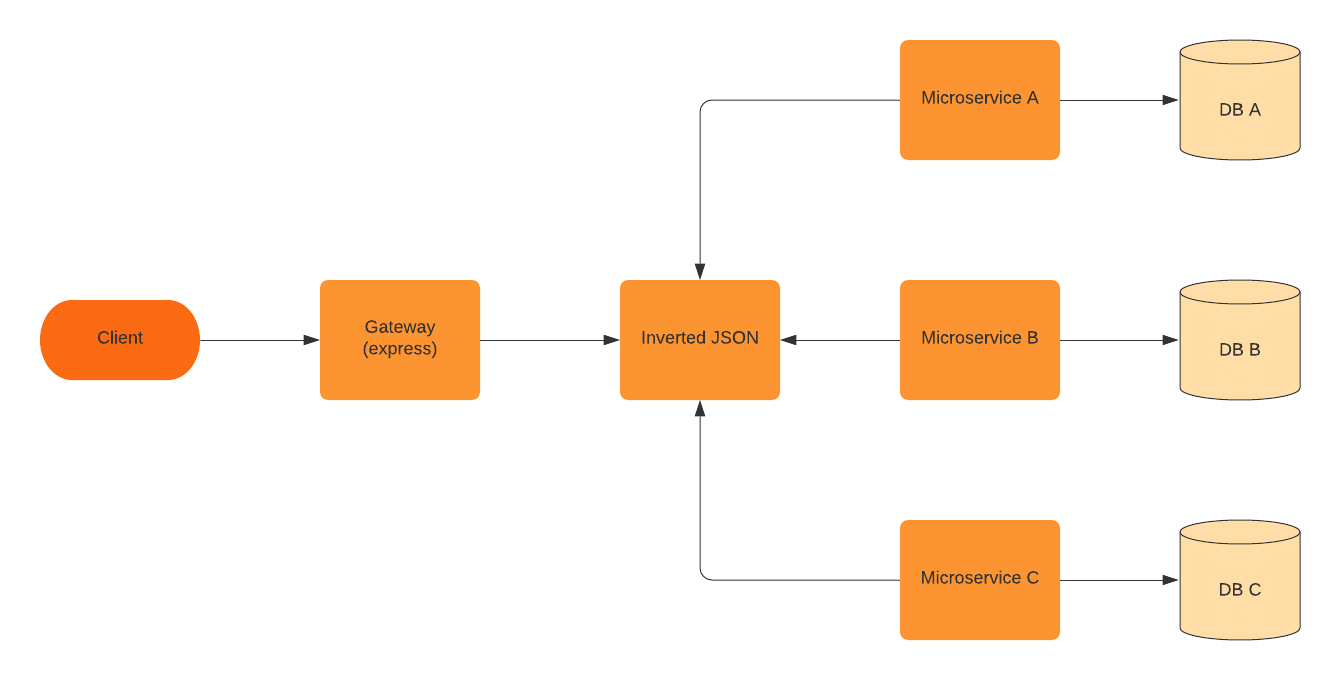 Microservice A
DB A
Client
Gateway
(express)
Inverted JSON
Microservice B
DB B
Microservice C
DB C